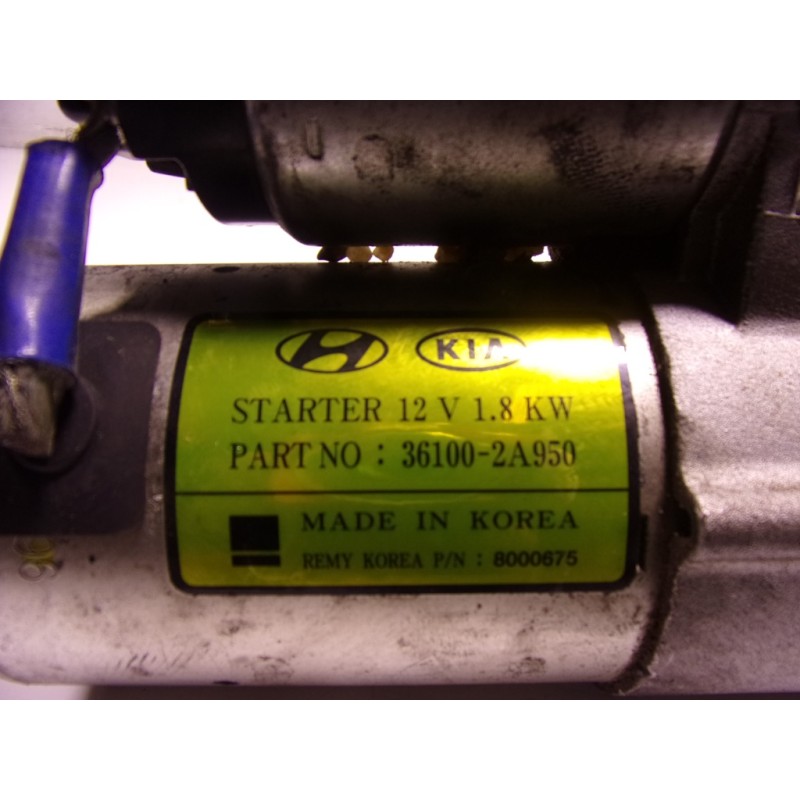 KIA
STARTER 12 V 1.8 KW
PART NO : 36100-2A950
MADE IN KOREA
REMY KOREA P/N : 8000675